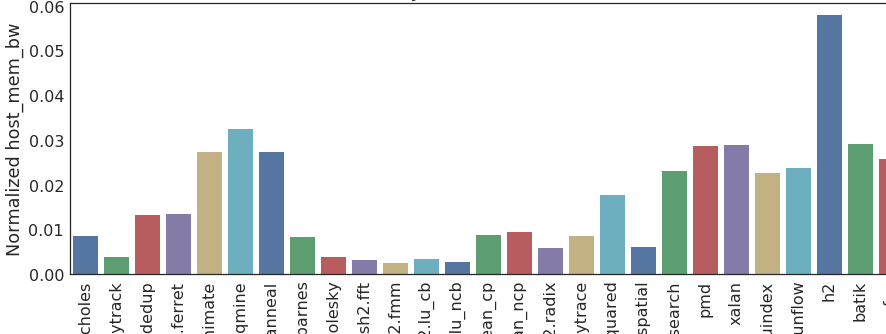 Normalized host_mem_bw
0.06
0.05
0.04
0.03
0.02
0.01
0.00
choles
ytrack
dedup
.ferret
nimate
qmine
anneal
barnes
olesky
sh2.fft
2.fmm
2.lu_cb
lu_ncb
ean_cp
an_ncp
2.radix
ytrace
quared
spatial
search
pmd
xalan
uindex
unflow
h2
batik